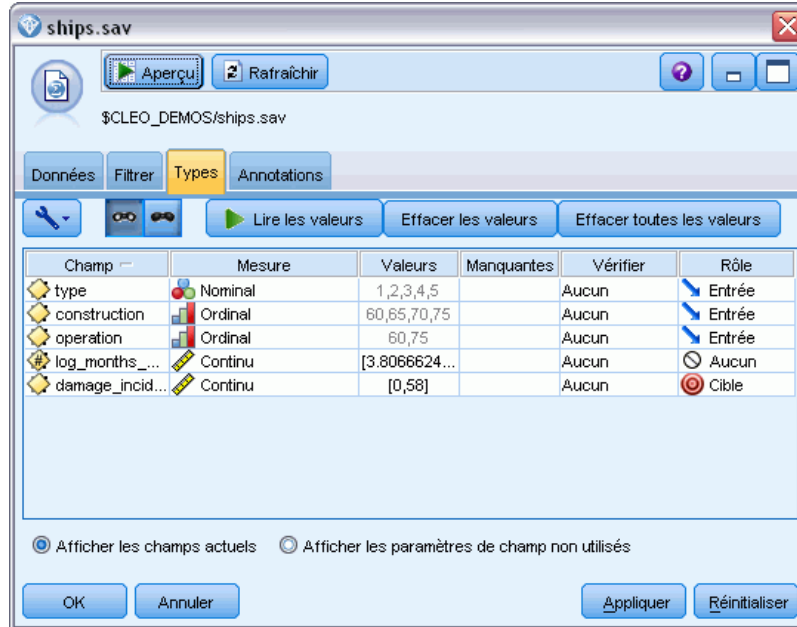 ships.sav
Aperçu Rafraîchir
$CLEO_DEMOS/ships.sav
Données Filtrer Types Annotations
Lire les valeurs Effacer les valeurs Effacer toutes les valeurs
Champ Mesure Valeurs Manquantes Vérifier Rôle
type Nominal 1,2,3,4,5 Aucun Entrée
construction Ordinal 60,65,70,75 Aucun Entrée
operation Ordinal 60,75 Aucun Entrée
log_months_... Continu [3.8066624... Aucun Aucun
damage_incid... Continu [0,58] Aucun Cible
Afficher les champs actuels Afficher les paramètres de champ non utilisés
OK Annuler Appliquer Réinitialiser